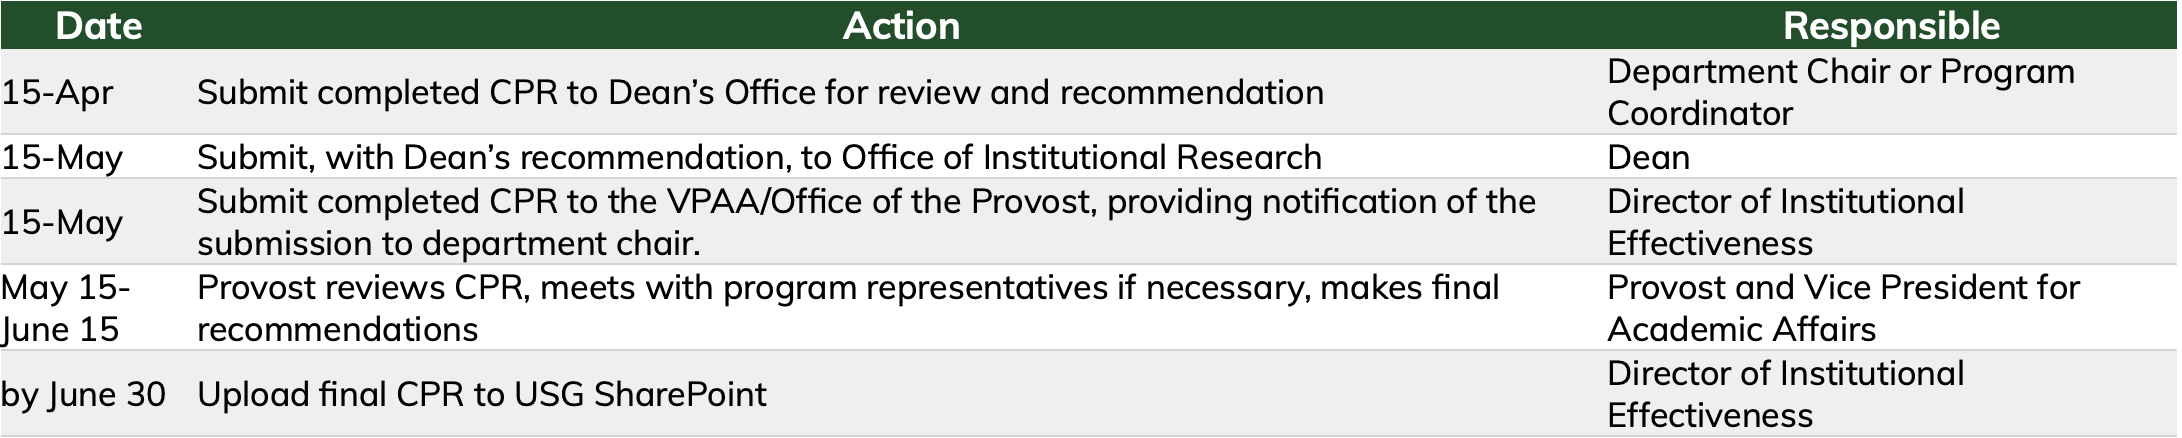 Date Action Responsible
15-Apr Submit completed CPR to Dean’s Office for review and recommendation Department Chair or Program
Coordinator
15-May Submit, with Dean’s recommendation, to Office of Institutional Research Dean
15-May Submit completed CPR to the VPAA/Office of the Provost, providing notification of the
submission to department chair.
Director of Institutional
Effectiveness
May 15-
June 15
Provost reviews CPR, meets with program representatives if necessary, makes final
recommendations
Provost and Vice President for
Academic Affairs
by June 30 Upload final CPR to USG SharePoint Director of Institutional
Effectiveness